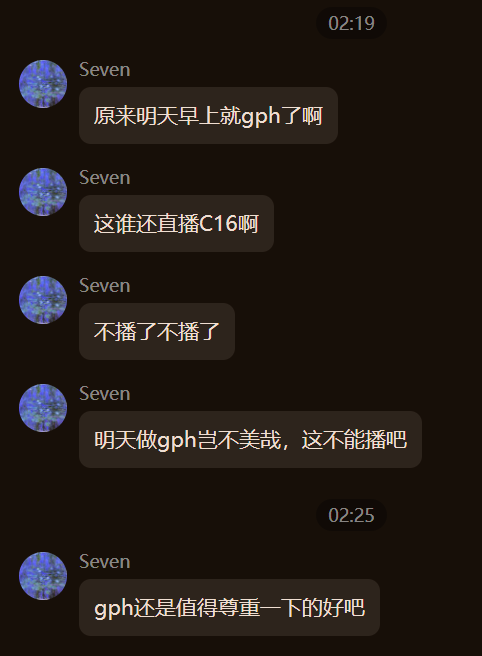 02:19
Seven
原来明天早上就gph了啊
Seven
这谁还直播C16啊
Seven
不播了不播了
Seven
明天做gph岂不美哉，这不能播吧
02:25
Seven
gph还是值得尊重一下的好吧